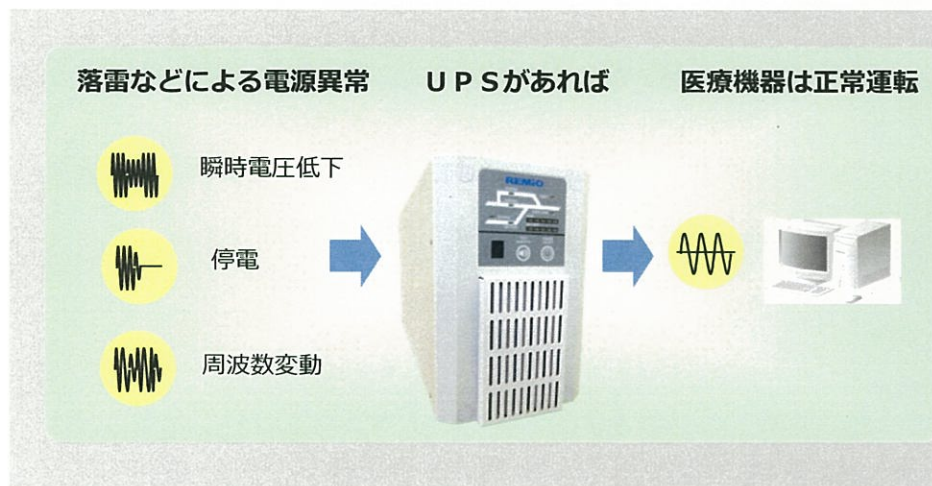 落雷などによる電源異常
UPSがあれば
医療機器は正常運転
瞬時電圧低下
停電
周波数変動